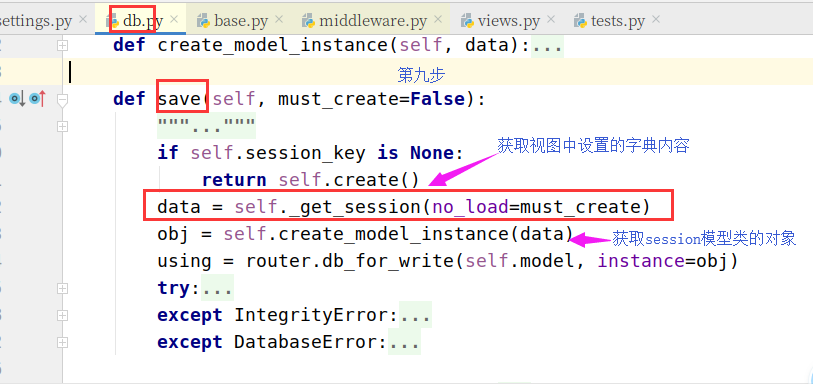 settings.py × db.py × base.py × middleware.py × views.py × tests.py ×
def create_model_instance(self, data):...
第九步
def save(self, must_create=False):
"""..."""
if self.session_key is None:
获取视图中设置的字典内容
return self.create()
data = self._get_session(no_load=must_create)
obj = self.create_model_instance(data)
获取session模型类的对象
using = router.db_for_write(self.model, instance=obj)
try:...
except IntegrityError:...
except DatabaseError:...